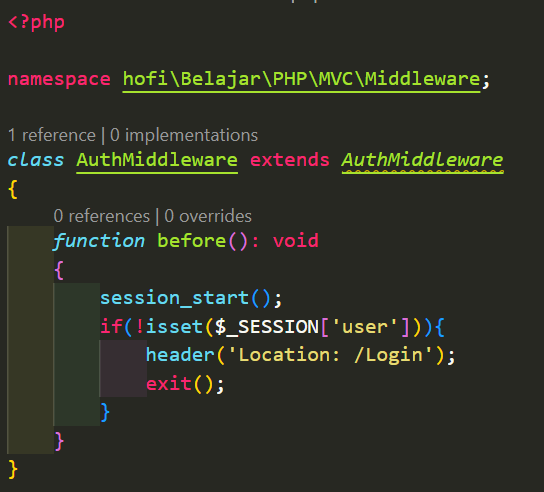 <?php
namespace hofi\Belajar\PHP\MVC\Middleware;
1 reference | 0 implementations
class AuthMiddleware extends AuthMiddleware
{
0 references | 0 overrides
function before(): void
{
session_start();
if(!isset($_SESSION['user'])){
header('Location: /Login');
exit();
}
}
}